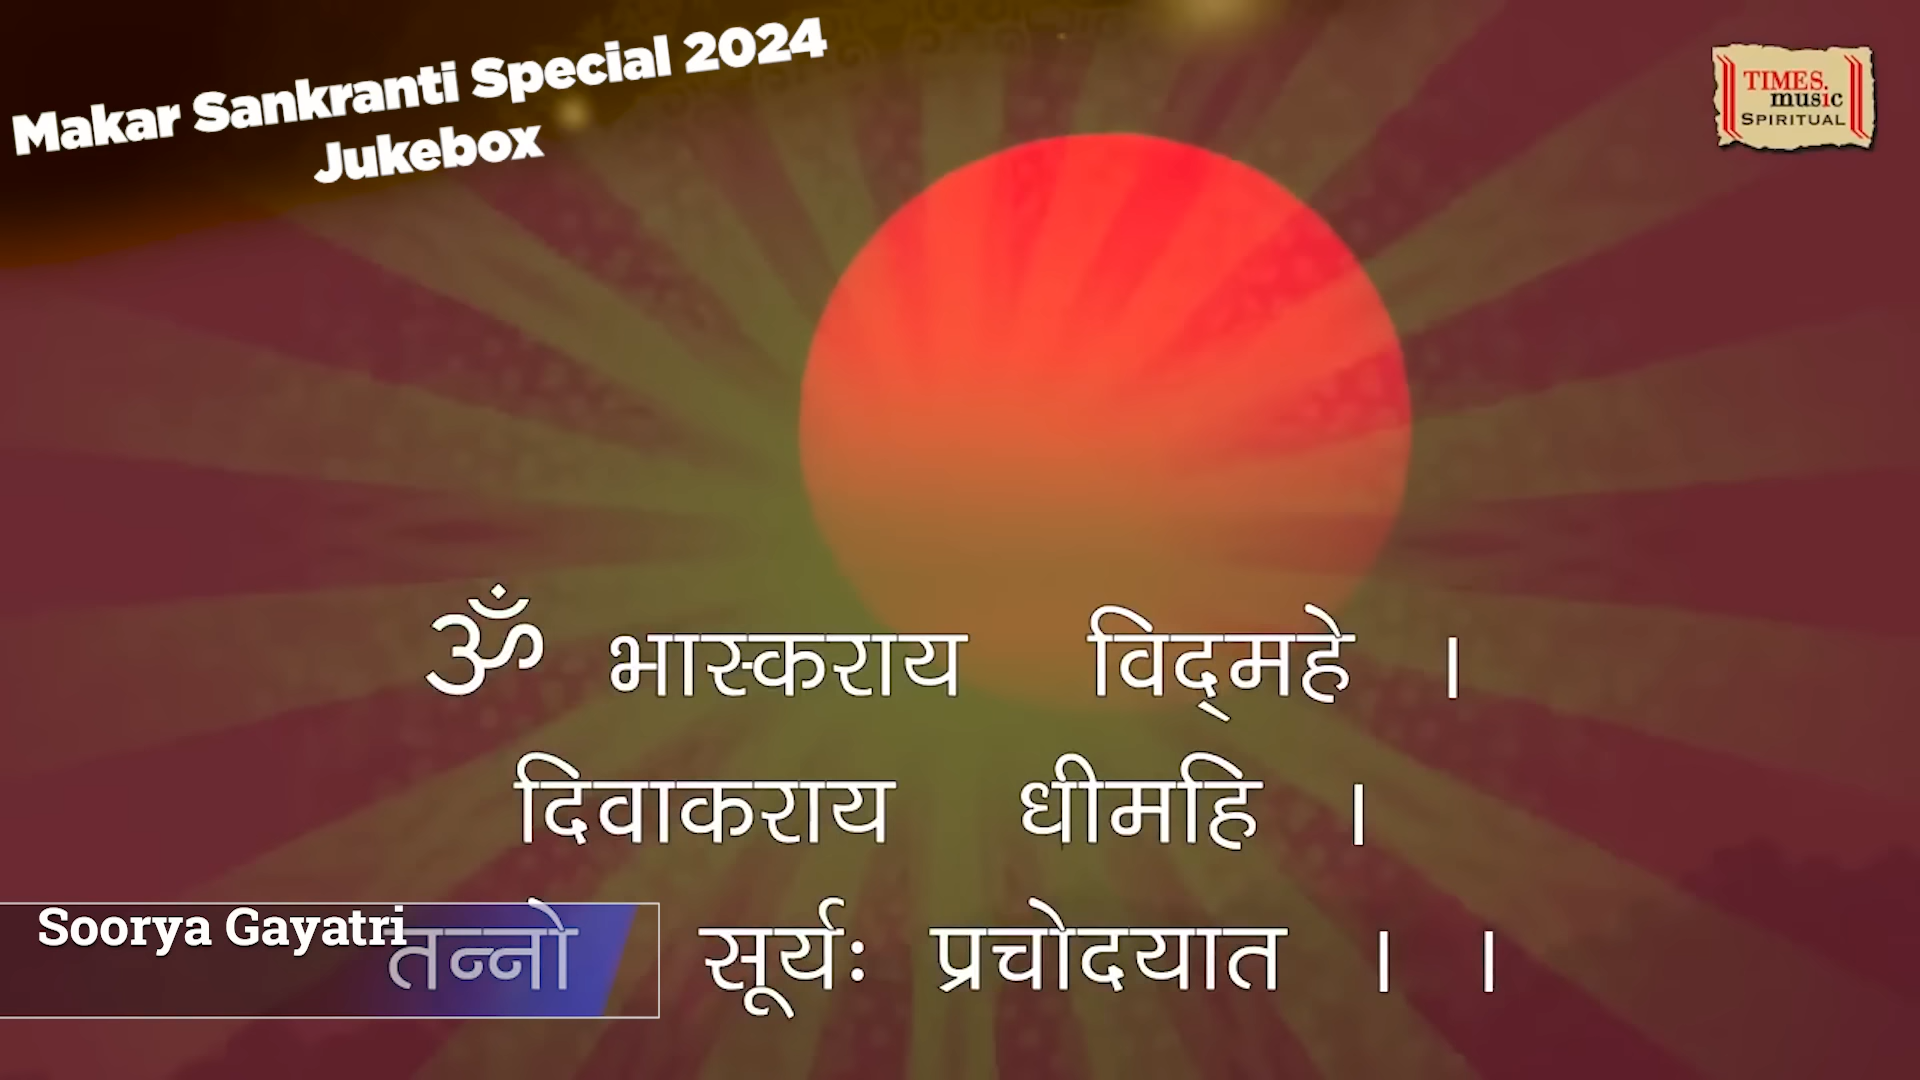 Makar Sankranti Special 2024
Jukebox
TIMES.
music
SPIRITUAL
ॐ भास्कराय विद्‌महे ।
दिवाकराय धीमहि ।
तन्नो सूर्यः प्रचोदयात । ।
Soorya Gayatri